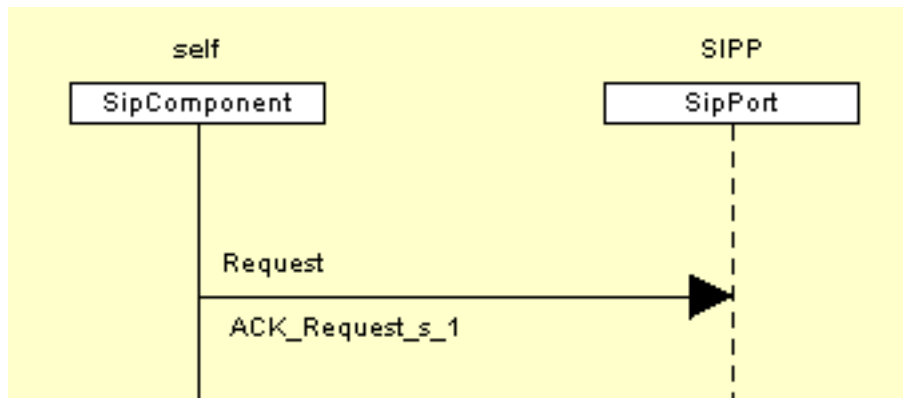 self
SIPP
SipComponent
SipPort
Request
ACK_Request_s_1